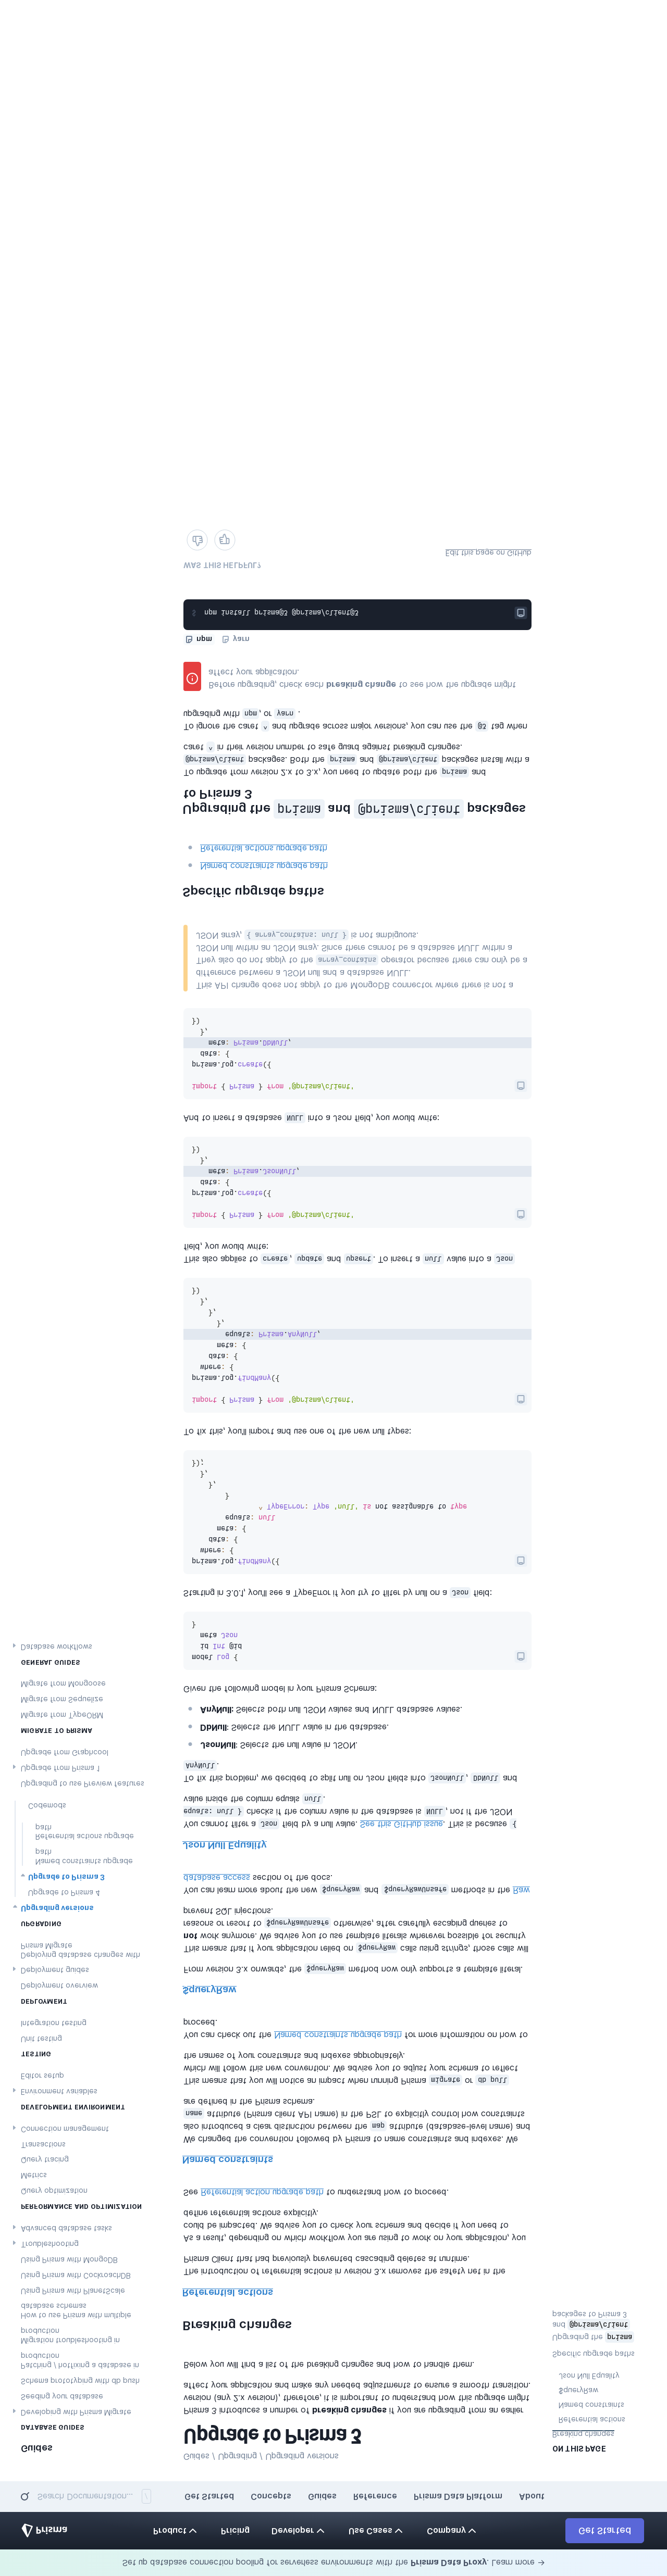 Set up database connection pooling for serverless environments with the Prisma Data Proxy. Learn more →
Prisma
Product
Pricing
Developer
Use Cases
Company
Get Started
Search Documentation...
/
Get Started
Concepts
Guides
Reference
Prisma Data Platform
About
Guides
DATABASE GUIDES
Developing with Prisma Migrate
Seeding your database
Schema prototyping with db push
Patching / hotfixing a database in
production
Migration troubleshooting in
production
How to use Prisma with multiple
database schemas
Using Prisma with PlanetScale
Using Prisma with CockroachDB
Using Prisma with MongoDB
Troubleshooting
Advanced database tasks
PERFORMANCE AND OPTIMIZATION
Query optimization
Metrics
Query tracing
Transactions
Connection management
DEVELOPMENT ENVIRONMENT
Environment variables
Editor setup
TESTING
Unit testing
Integration testing
DEPLOYMENT
Deployment overview
Deployment guides
Deploying database changes with
Prisma Migrate
UPGRADING
Upgrading versions
Upgrade to Prisma 4
Upgrade to Prisma 3
Named constraints upgrade
path
Referential actions upgrade
path
Codemods
Upgrading to use Preview features
Upgrade from Prisma 1
Upgrade from Graphcool
MIGRATE TO PRISMA
Migrate from TypeORM
Migrate from Sequelize
Migrate from Mongoose
GENERAL GUIDES
Database workflows
Guides / Upgrading / Upgrading versions
Upgrade to Prisma 3
Prisma 3 introduces a number of breaking changes if you are upgrading from an earlier
version (any 2.x version), therefore, it is important to understand how this upgrade might
affect your application and make any needed adjustments to ensure a smooth transition.
Below you will find a list of the breaking changes and how to handle them.
Breaking changes
Referential actions
The introduction of referential actions in version 3.x removes the safety net in the
Prisma Client that had previously prevented cascading deletes at runtime.
As a result, depending on which workflow you are using to work on your application, you
could be impacted. We advise you to check your schema and decide if you need to
define referential actions explicitly.
See Referential action upgrade path to understand how to proceed.
Named constraints
We changed the convention followed by Prisma to name constraints and indexes. We
also introduced a clear distinction between the map attribute (database-level name) and
name attribute (Prisma client API name) in the PSL to explicitly control how constraints
are defined in the Prisma schema.
This means that you will notice an impact when running Prisma migrate or db pull
which will follow this new convention. We advise you to adjust your schema to reflect
the names of your constraints and indexes appropriately.
You can check out the Named constraints upgrade path for more information on how to
proceed.
$queryRaw
From version 3.x onwards, the $queryRaw method now only supports a template literal.
This means that if your application relied on $queryRaw calls using strings, those calls will
not work anymore. We advise you to use template literals wherever possible for security
reasons or resort to $queryRawUnsafe otherwise, after carefully escaping queries to
prevent SQL injections.
You can learn more about the new $queryRaw and $queryRawUnsafe methods in the Raw
database access section of the docs.
Json Null Equality
You cannot filter a Json field by a null value. See this GitHub issue. This is because {
equals: null } checks if the column value in the database is NULL, not if the JSON
value inside the column equals null.
To fix this problem, we decided to split null on Json fields into JsonNull, DbNull and
AnyNull.
JsonNull: Selects the null value in JSON.
DbNull: Selects the NULL value in the database.
AnyNull: Selects both null JSON values and NULL database values.
Given the following model in your Prisma Schema:
model Log {
id Int @id
meta Json
}
Starting in 3.0.1, you'll see a TypeError if you try to filter by null on a Json field:
prisma.log.findMany({
where: {
data: {
meta: {
equals: null
^ TypeError: Type 'null' is not assignable to type
}
},
},
});
To fix this, you'll import and use one of the new null types:
import { Prisma } from '@prisma/client'
prisma.log.findMany({
where: {
data: {
meta: {
equals: Prisma.AnyNull,
},
},
},
})
This also applies to create, update and upsert. To insert a null value into a Json
field, you would write:
import { Prisma } from '@prisma/client'
prisma.log.create({
data: {
meta: Prisma.JsonNull,
},
})
And to insert a database NULL into a Json field, you would write:
import { Prisma } from '@prisma/client'
prisma.log.create({
data: {
meta: Prisma.DbNull,
},
})
This API change does not apply to the MongoDB connector where there is not a
difference between a JSON null and a database NULL.
They also do not apply to the array_contains operator becuase there can only be a
JSON null within an JSON array. Since there cannot be a database NULL within a
JSON array, { array_contains: null } is not ambiguous.
Specific upgrade paths
Named constraints upgrade path
Referential actions upgrade path
Upgrading the prisma and @prisma/client packages
to Prisma 3
To upgrade from version 2.x to 3.x, you need to update both the prisma and
@prisma/client packages. Both the prisma and @prisma/client packages install with a
caret ^ in their version number to safe guard against breaking changes.
To ignore the caret ^ and upgrade across major versions, you can use the @3 tag when
upgrading with npm, or yarn .
Before upgrading, check each breaking change to see how the upgrade might
affect your application.
npm
yarn
$ npm install prisma@3 @prisma/client@3
WAS THIS HELPFUL?
Edit this page on GitHub
ON THIS PAGE
Breaking changes
Referential actions
Named constraints
$queryRaw
Json Null Equality
Specific upgrade paths
Upgrading the prisma
and @prisma/client
packages to Prisma 3